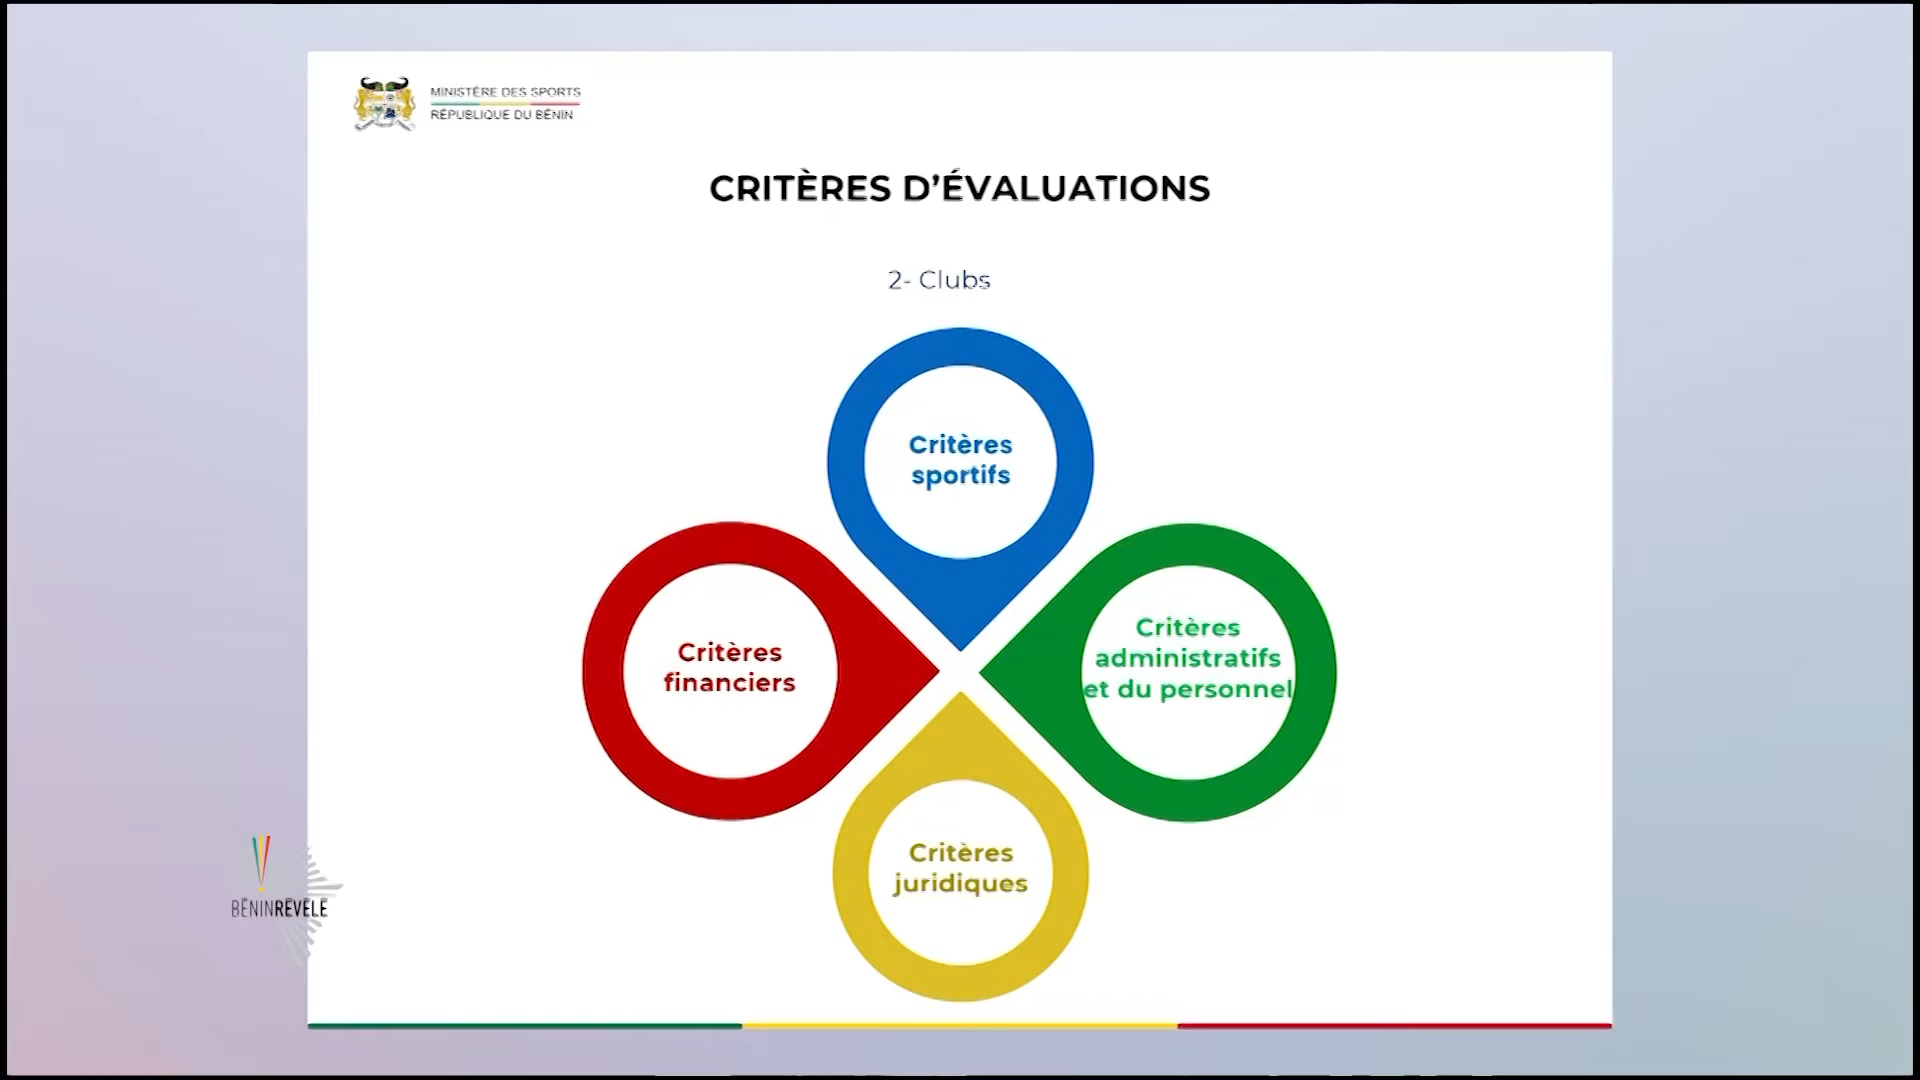 MINISTÈRE DES SPORTS
RÉPUBLIQUE DU BÉNIN
CRITÈRES D'ÉVALUATIONS
2- Clubs
Critères
sportifs
Critères
financiers
Critères
administratifs
et du personnel
Critères
juridiques
BÉNINRÉVÉLÉ